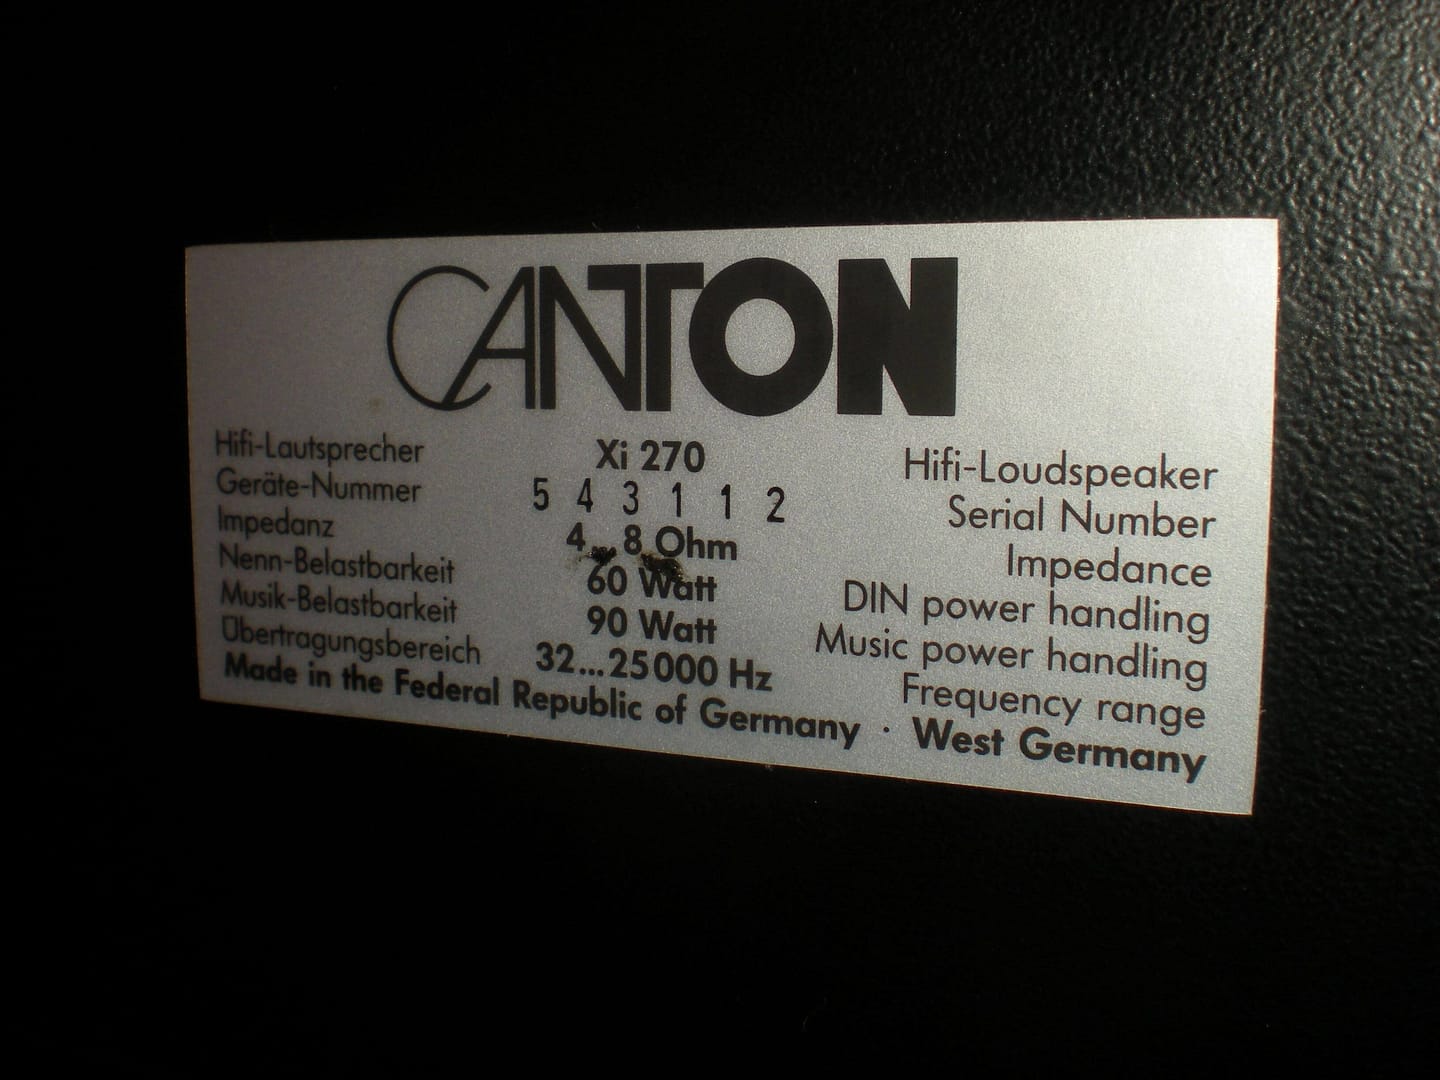 CANTON
Hifi-Lautsprecher Xi 270 Hifi-Loudspeaker
Geräte-Nummer 5 4 3 1 1 2 Serial Number
Impedanz 4...8 Ohm Impedance
Nenn-Belastbarkeit 60 Watt DIN power handling
Musik-Belastbarkeit 90 Watt Music power handling
Übertragungsbereich 32...25000 Hz Frequency range
Made in the Federal Republic of Germany · West Germany